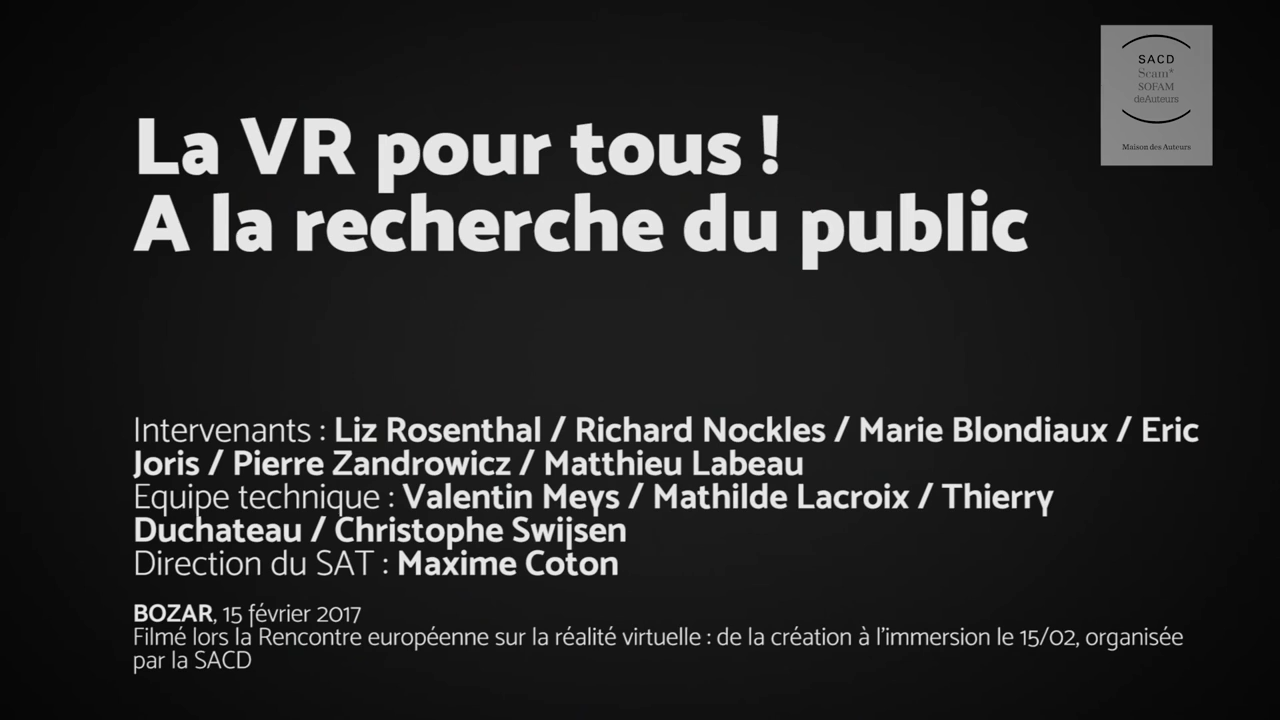 SACD
Scam*
SOFAM
deAuteurs
Maison des Auteurs
La VR pour tous !
A la recherche du public
Intervenants : Liz Rosenthal / Richard Nockles / Marie Blondiaux / Eric
Joris / Pierre Zandrowicz / Matthieu Labeau
Equipe technique : Valentin Meys / Mathilde Lacroix / Thierry
Duchateau / Christophe Swijsen
Direction du SAT : Maxime Coton
BOZAR, 15 février 2017
Filmé lors la Rencontre européenne sur la réalité virtuelle : de la création à l'immersion le 15/02, organisée
par la SACD